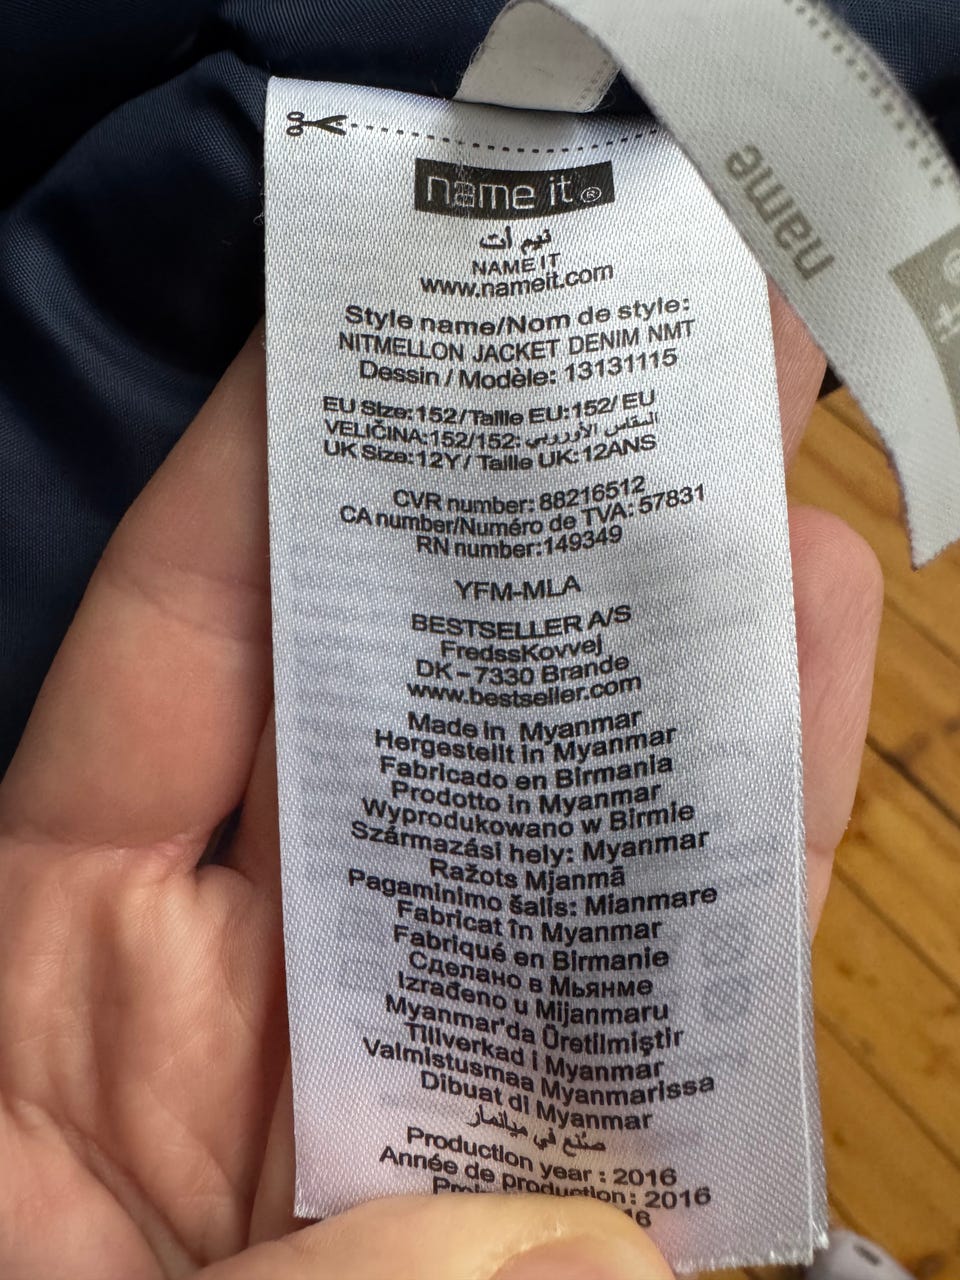 name it ®
نيم ات
NAME IT
www.nameit.com
Style name/Nom de style:
NITMELLON JACKET DENIM NMT
Dessin / Modèle: 13131115
EU Size:152/Taille EU:152/ EU
VELIČINA:152/152: المقاس الأوروبي
UK Size:12Y/ Taille UK:12ANS
CVR number: 88216512
CA number/Numéro de TVA: 57831
RN number:149349
YFM-MLA
BESTSELLER A/S
FredssKovvej
DK-7330 Brande
www.bestseller.com
Made in Myanmar
Hergestellt in Myanmar
Fabricado en Birmania
Prodotto in Myanmar
Wyprodukowano w Birmie
Származási hely: Myanmar
Ražots Mjanmā
Pagaminimo šalis: Mianmare
Fabricat în Myanmar
Fabriqué en Birmanie
Сделано в Мьянме
Izrađeno u Mijanmaru
Myanmar'da Üretilmiştir
Tillverkad i Myanmar
Valmistusmaa Myanmarissa
Dibuat di Myanmar
صُنع في ميانمار
Production year : 2016
Année de production: 2016
name
it